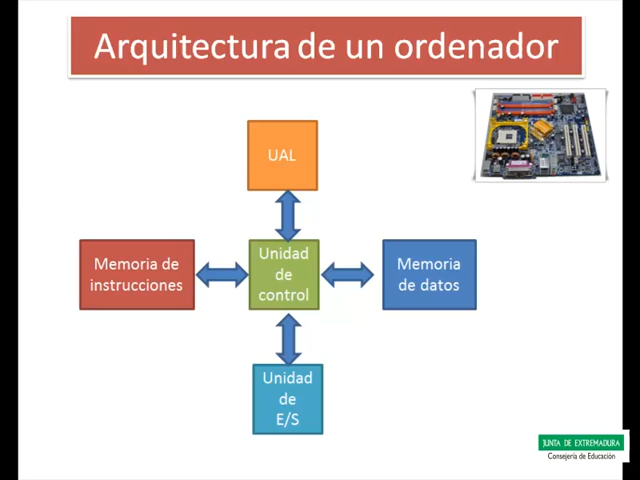 Arquitectura de un ordenador
UAL
Memoria de
instrucciones
Unidad
de
control
Memoria
de datos
Unidad
de
E/S
JUNTA DE EXTREMADURA
Consejería de Educación